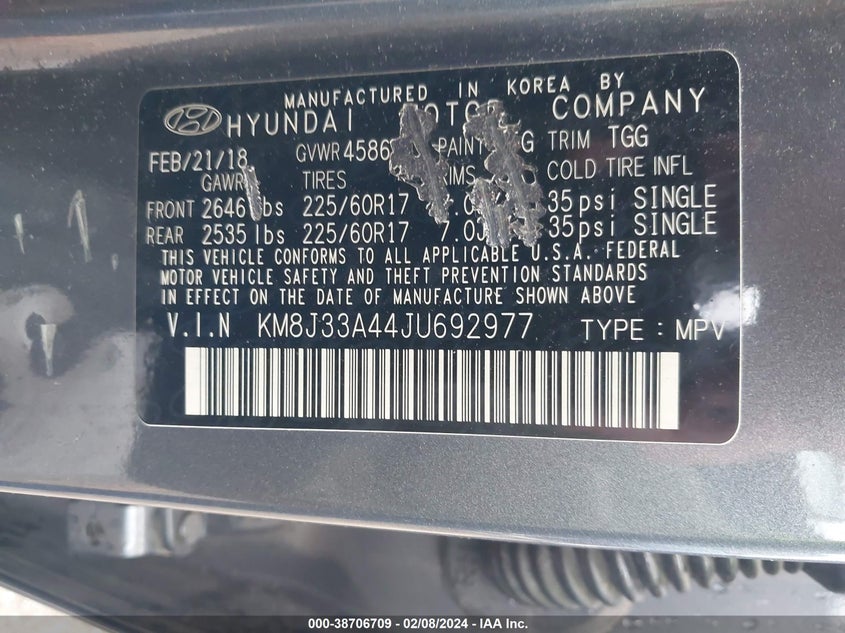 MANUFACTURED IN KOREA BY
HYUNDAI COMPANY
FEB/21/18 GVWR PAINT TRIM TGG
GAWR TIRES COLD TIRE INFL
FRONT 2646 lbs 225/60R17 35psi SINGLE
REAR 2535lbs 225/60R17 7.0J 35psi SINGLE
THIS VEHICLE CONFORMS TO ALL APPLICABLE U.S.A. FEDERAL
MOTOR VEHICLE SAFETY AND THEFT PREVENTION STANDARDS
IN EFFECT ON THE DATE OF MANUFACTURE SHOWN ABOVE
V.I.N KM8J33A44JU692977 TYPE : MPV
000-38706709 - 02/08/2024 - IAA Inc.